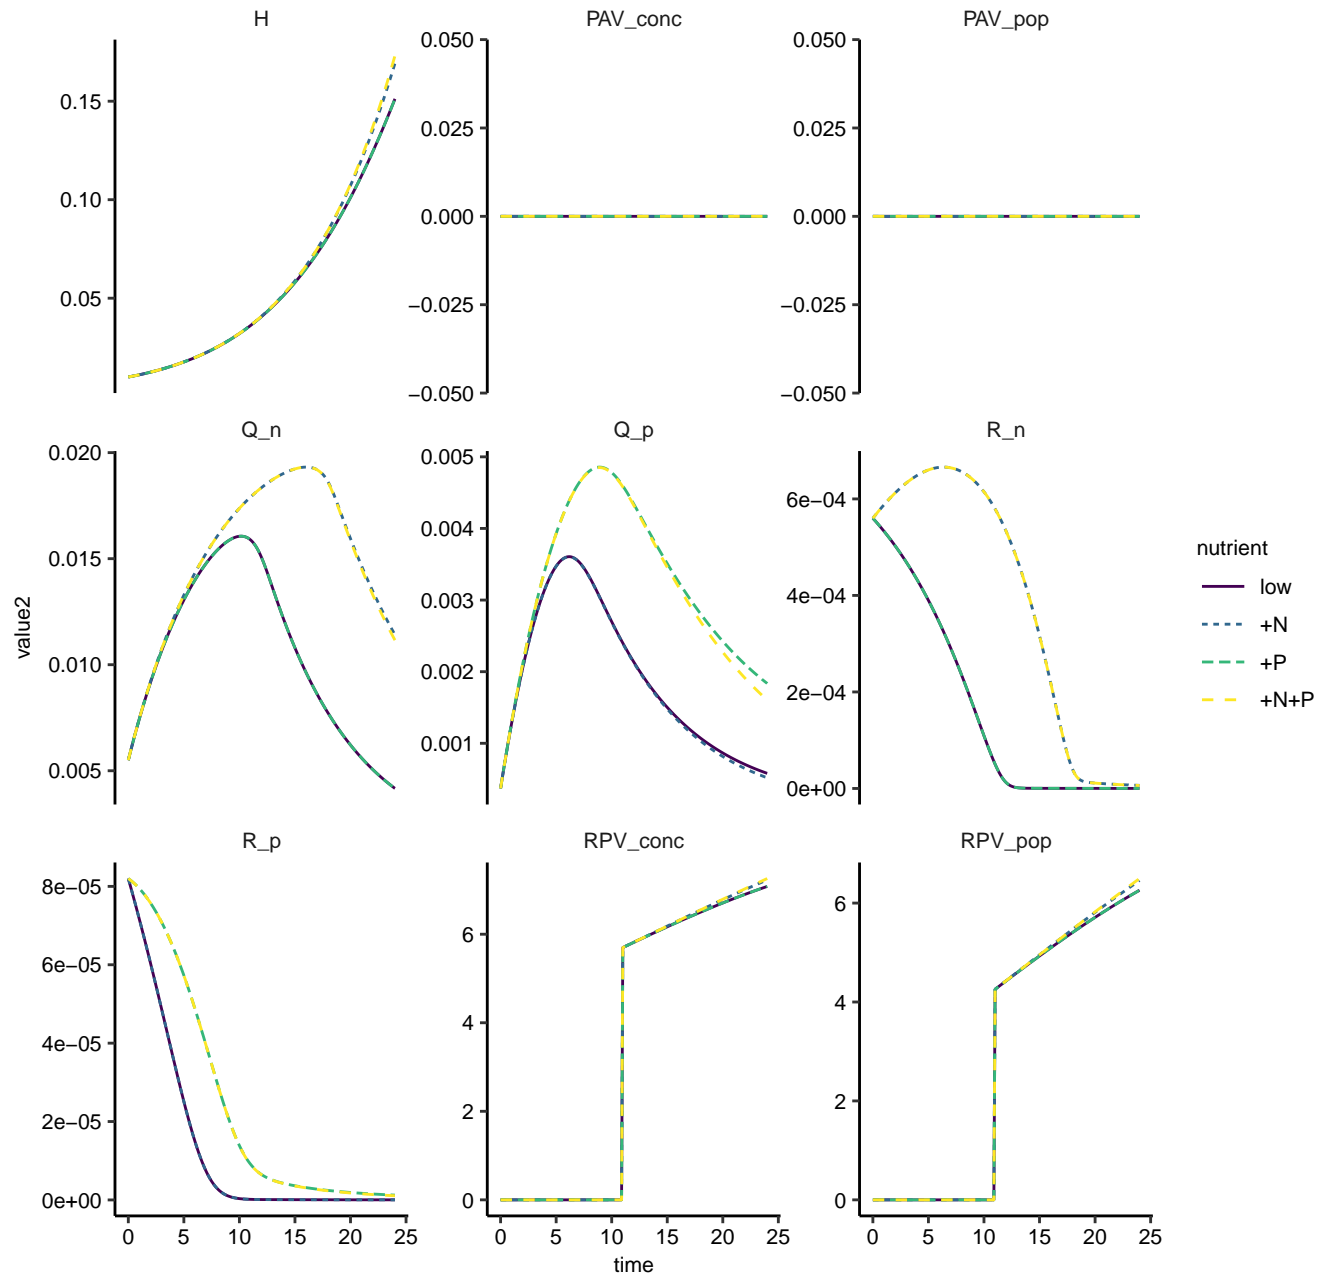 H
PAV_conc
PAV_pop
0.15
0.10
0.05
0.050
0.025
0.000
−0.025
−0.050
0.050
0.025
0.000
−0.025
−0.050
Q_n
Q_p
R_n
0.020
0.015
0.010
0.005
0.005
0.004
0.003
0.002
0.001
6e−04
4e−04
2e−04
0e+00
value2
nutrient
low
+N
+P
+N+P
R_p
RPV_conc
RPV_pop
8e−05
6e−05
4e−05
2e−05
0e+00
6
4
2
0
6
4
2
0
0 5 10 15 20 25
0 5 10 15 20 25
0 5 10 15 20 25
time